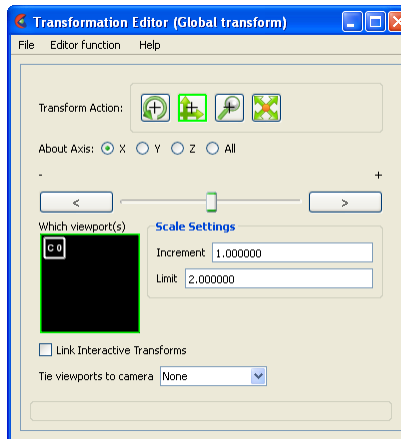 Transformation Editor (Global transform)
File Editor function Help
Transform Action:
About Axis: X Y Z All
- +
< >
Which viewport(s) Scale Settings
C 0
Increment 1.000000
Limit 2.000000
Link Interactive Transforms
Tie viewports to camera None